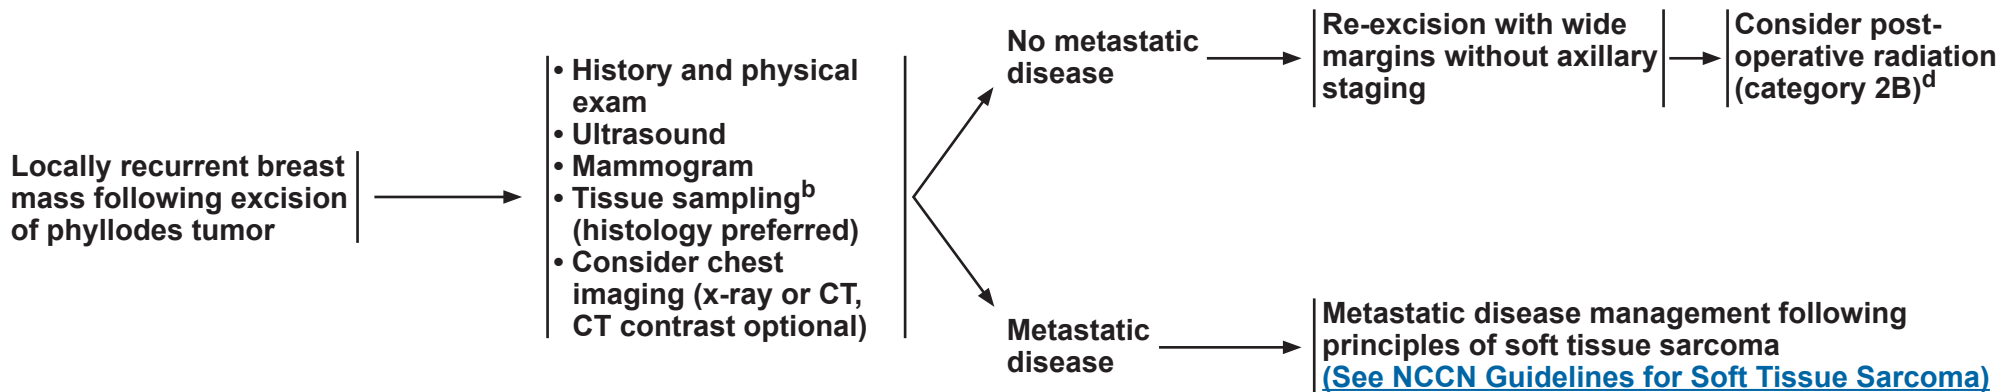 Locally recurrent breast
mass following excision
of phyllodes tumor
• History and physical
exam
• Ultrasound
• Mammogram
• Tissue samplingb
(histology preferred)
• Consider chest
imaging (x-ray or CT,
CT contrast optional)
No metastatic
disease
Re-excision with wide
margins without axillary
staging
Consider post-
operative radiation
(category 2B)d
Metastatic
disease
Metastatic disease management following
principles of soft tissue sarcoma
(See NCCN Guidelines for Soft Tissue Sarcoma)